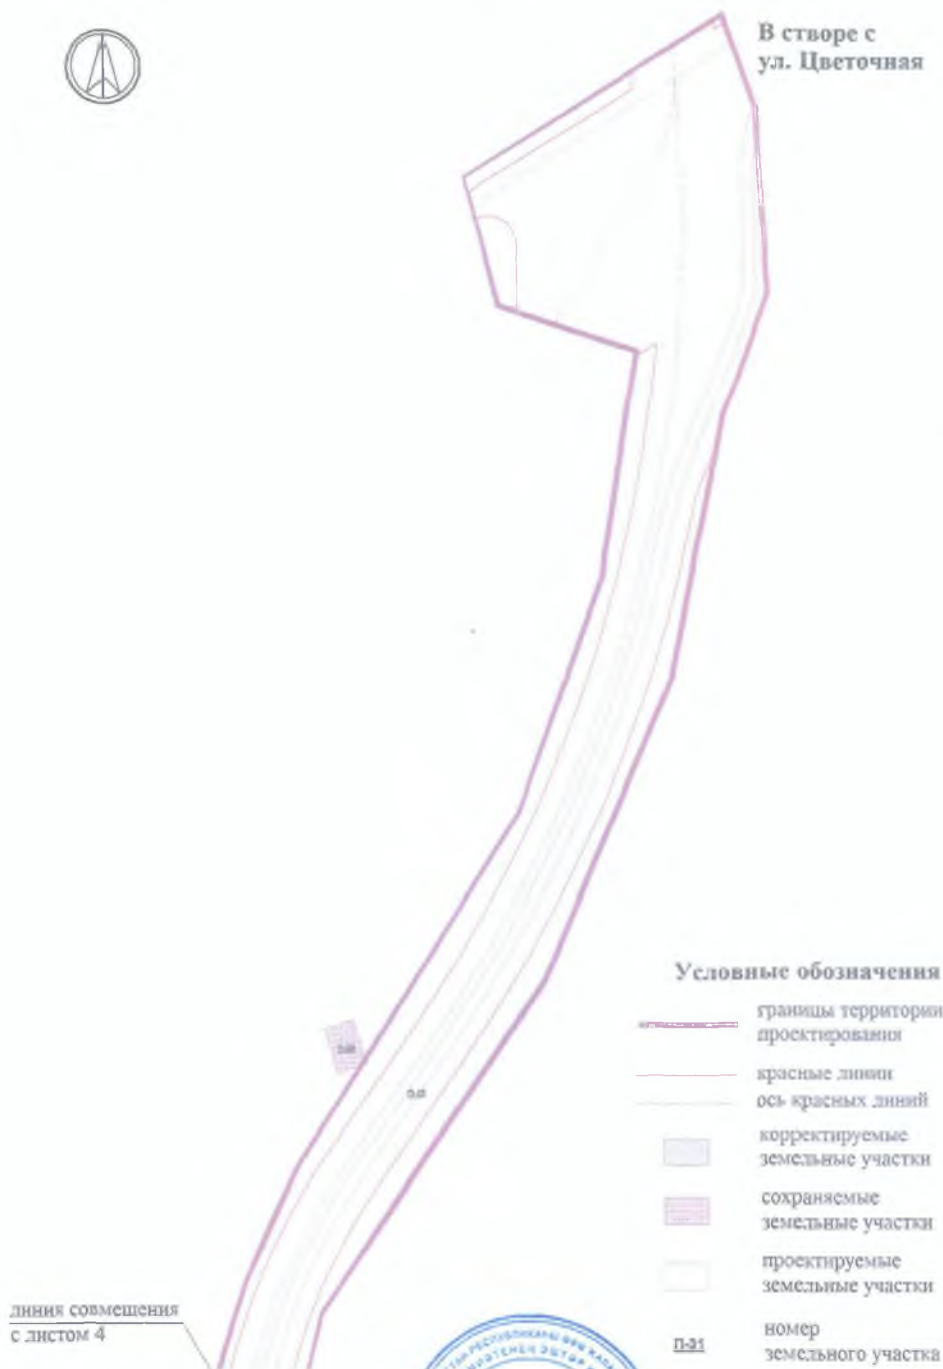 В створе с
ул. Цветочная
Условные обозначения
границы территории
проектирования
красные линии
ось красных линий
корректируемые
земельные участки
сохраняемые
земельные участки
проектируемые
земельные участки
линия совмещения
с листом 4
П-31
номер
земельного участка